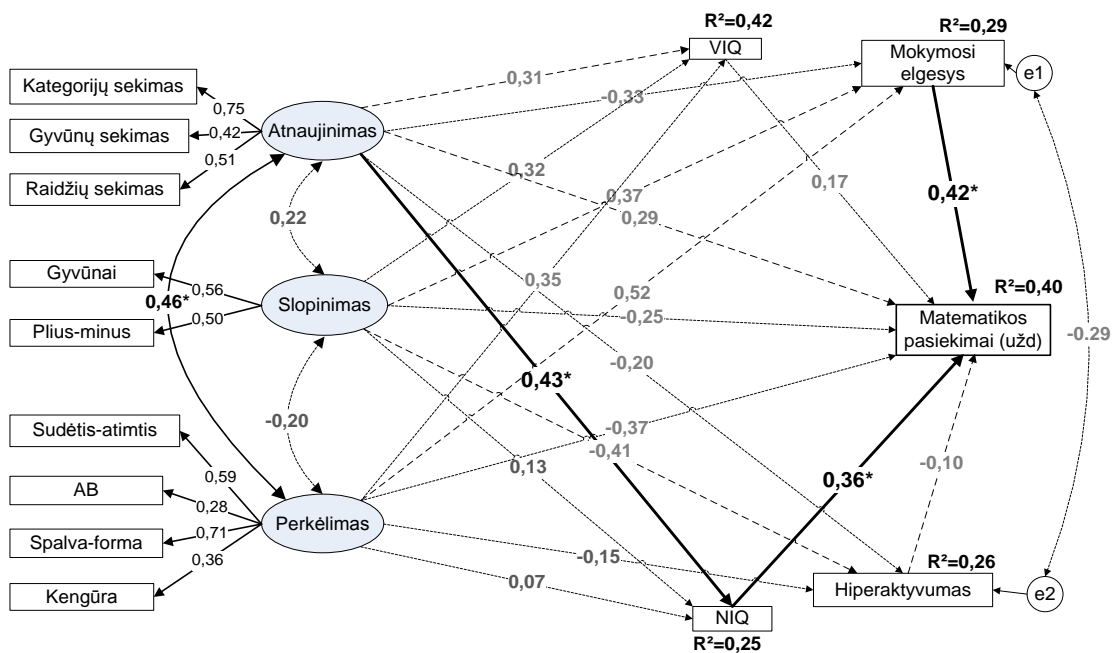 R²=0,42
VIQ
R²=0,29
Mokymosi
elgesys
e1
Kategorijų sekimas
Gyvūnų sekimas
Raidžių sekimas
0,75
0,42
0,51
Atnaujinimas
0,31
-0,33
0,32
0,37
0,29
0,17
0,42*
0,22
Gyvūnai
Plius-minus
0,56
0,50
0,46*
Slopinimas
0,35
0,52
-0,25
R²=0,40
Matematikos
pasiekimai (užd)
-0.29
-0,20
0,43*
-0,20
Sudėtis-atimtis
AB
Spalva-forma
Kengūra
0,59
0,28
0,71
0,36
Perkėlimas
-0,37
-0,41
0,13
0,36*
-0,10
-0,15
0,07
R²=0,26
Hiperaktyvumas
e2
NIQ
R²=0,25